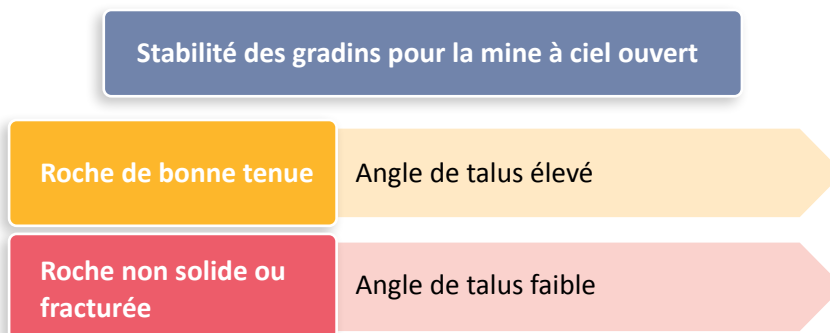 Stabilité des gradins pour la mine à ciel ouvert
Roche de bonne tenue
Angle de talus élevé
Roche non solide ou
fracturée
Angle de talus faible